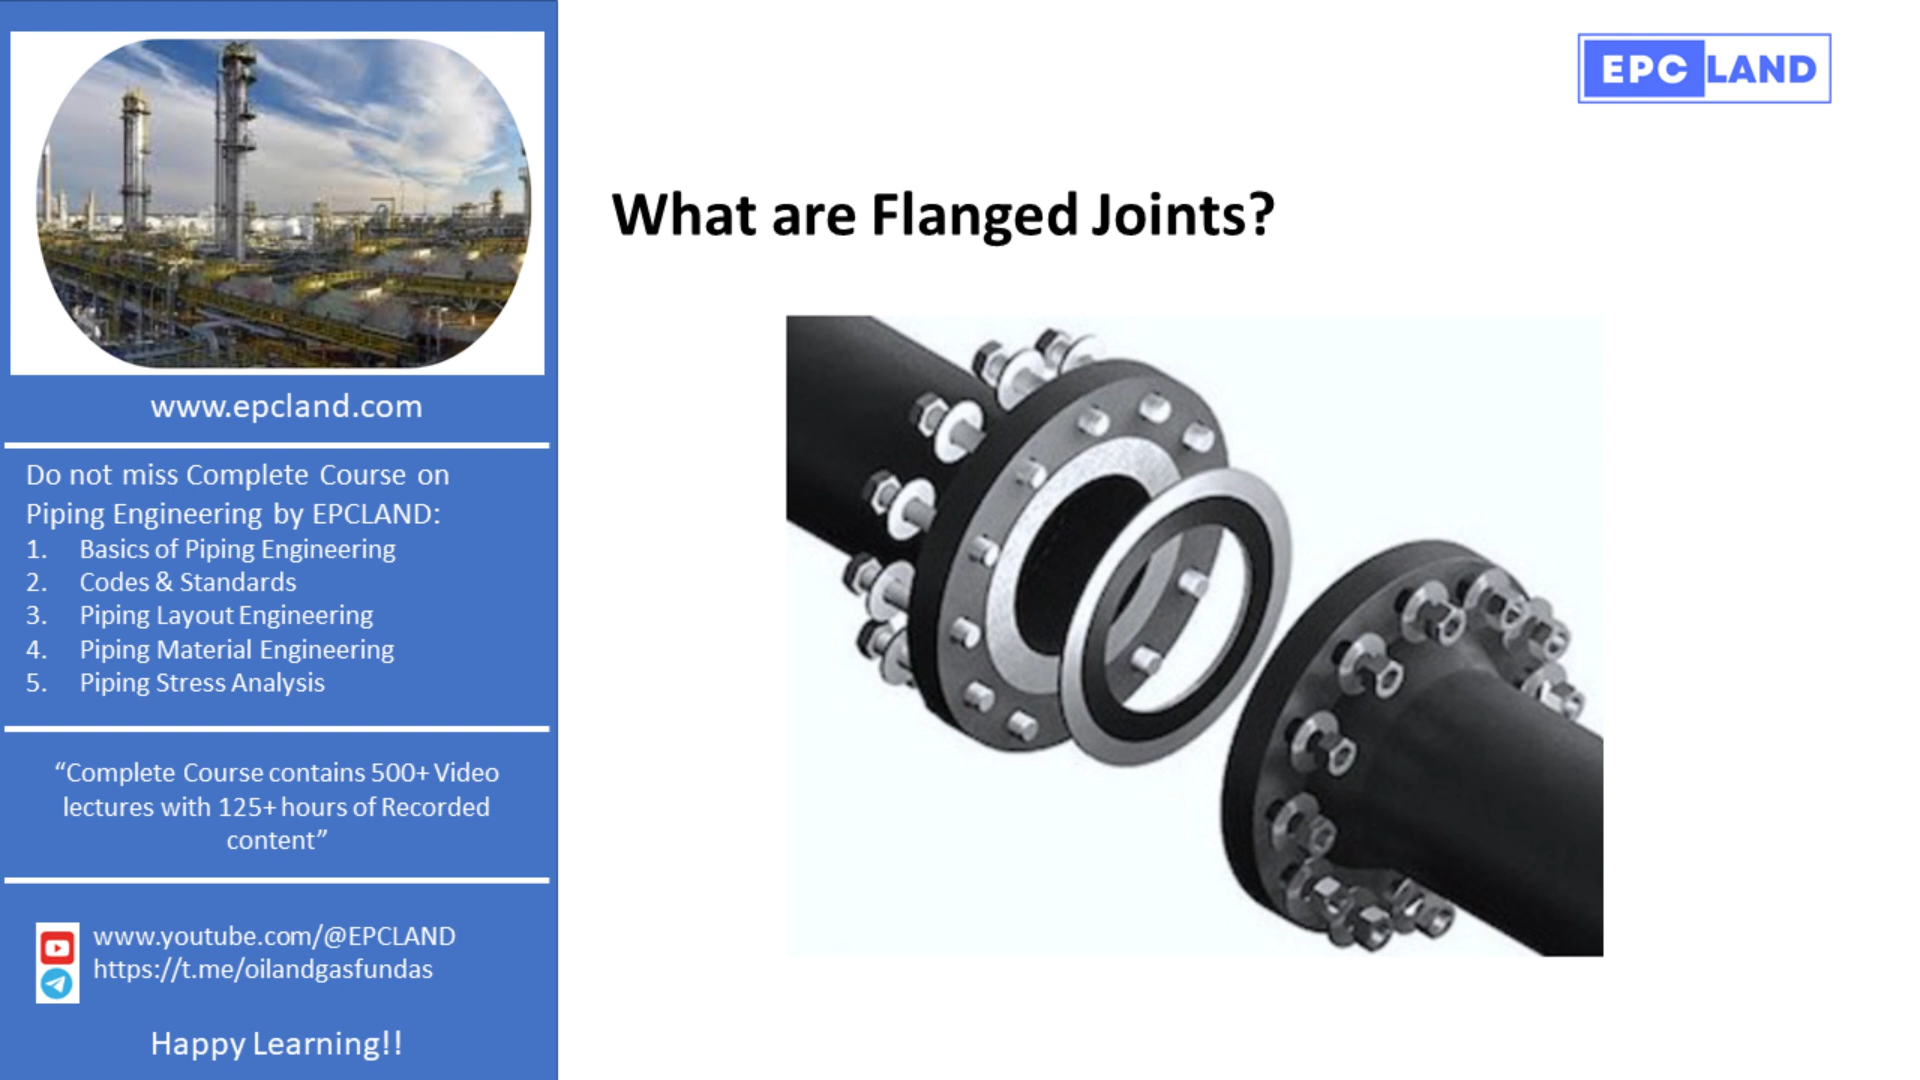 www.epcland.com
Do not miss Complete Course on
Piping Engineering by EPCLAND:
1. Basics of Piping Engineering
2. Codes & Standards
3. Piping Layout Engineering
4. Piping Material Engineering
5. Piping Stress Analysis
“Complete Course contains 500+ Video
lectures with 125+ hours of Recorded
content”
www.youtube.com/@EPCLAND
https://t.me/oilandgasfundas
Happy Learning!!
EPC LAND
What are Flanged Joints?